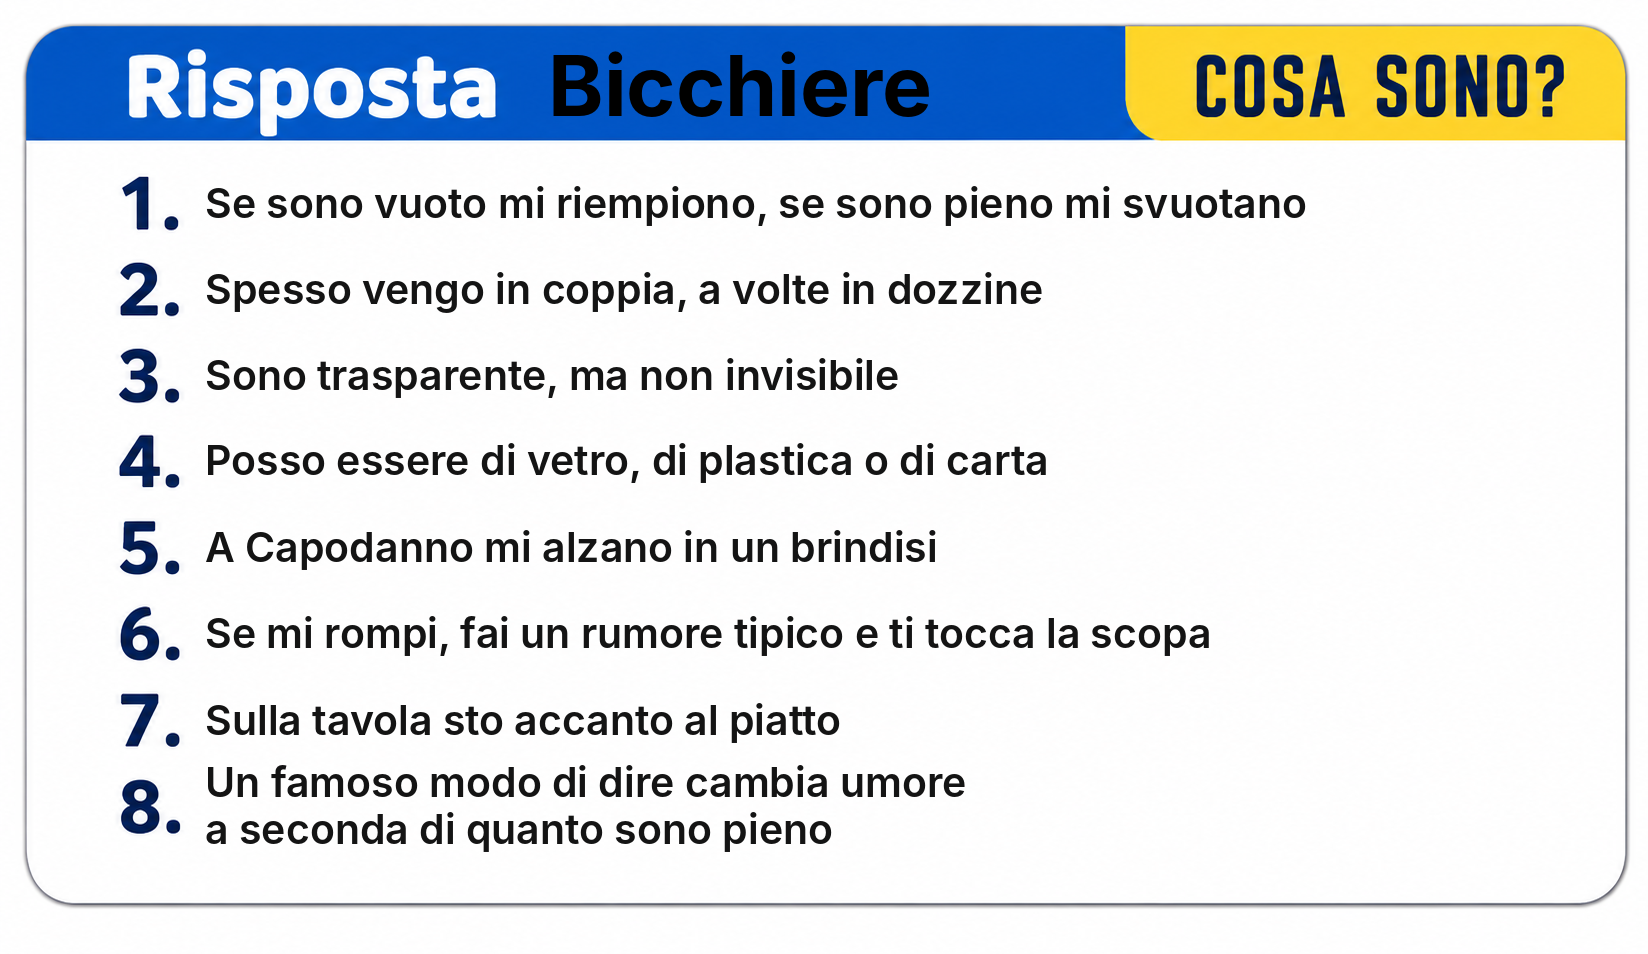 Risposta Bicchiere
COSA SONO?
1. Se sono vuoto mi riempiono, se sono pieno mi svuotano
2. Spesso vengo in coppia, a volte in dozzine
3. Sono trasparente, ma non invisibile
4. Posso essere di vetro, di plastica o di carta
5. A Capodanno mi alzano in un brindisi
6. Se mi rompi, fai un rumore tipico e ti tocca la scopa
7. Sulla tavola sto accanto al piatto
8. Un famoso modo di dire cambia umore
a seconda di quanto sono pieno